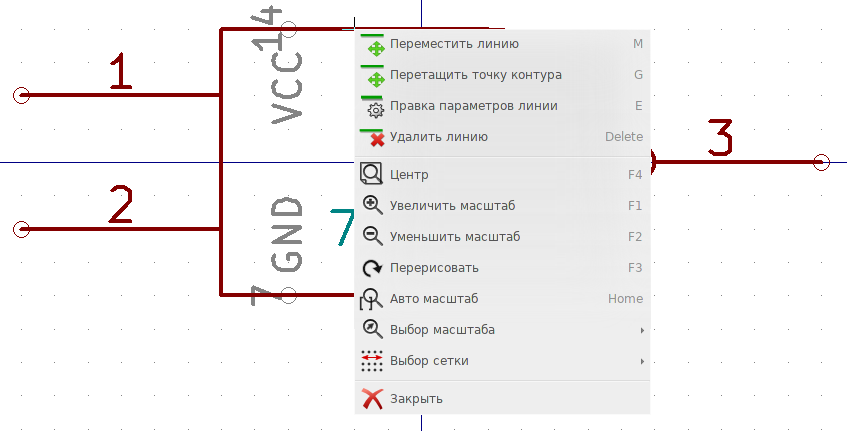 14
VCC
1
2
3
GND
7
7
Переместить линию M
Перетащить точку контура G
Правка параметров линии E
Удалить линию Delete
Центр F4
Увеличить масштаб F1
Уменьшить масштаб F2
Перерисовать F3
Авто масштаб Home
Выбор масштаба
Выбор сетки
Закрыть